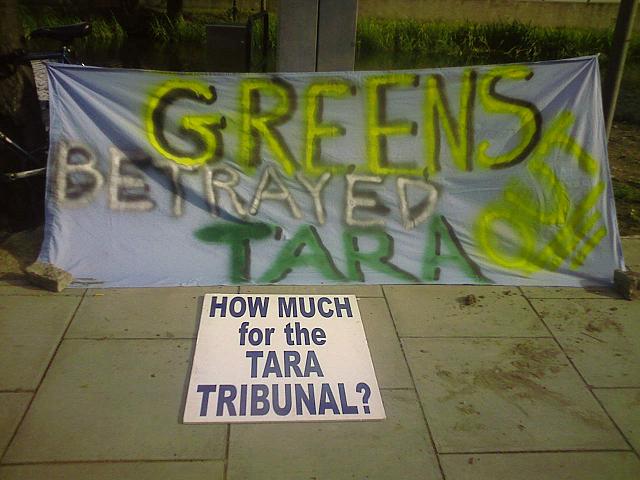 GREENS
BETRAYED
TARA
HOW MUCH
for the
TARA
TRIBUNAL?